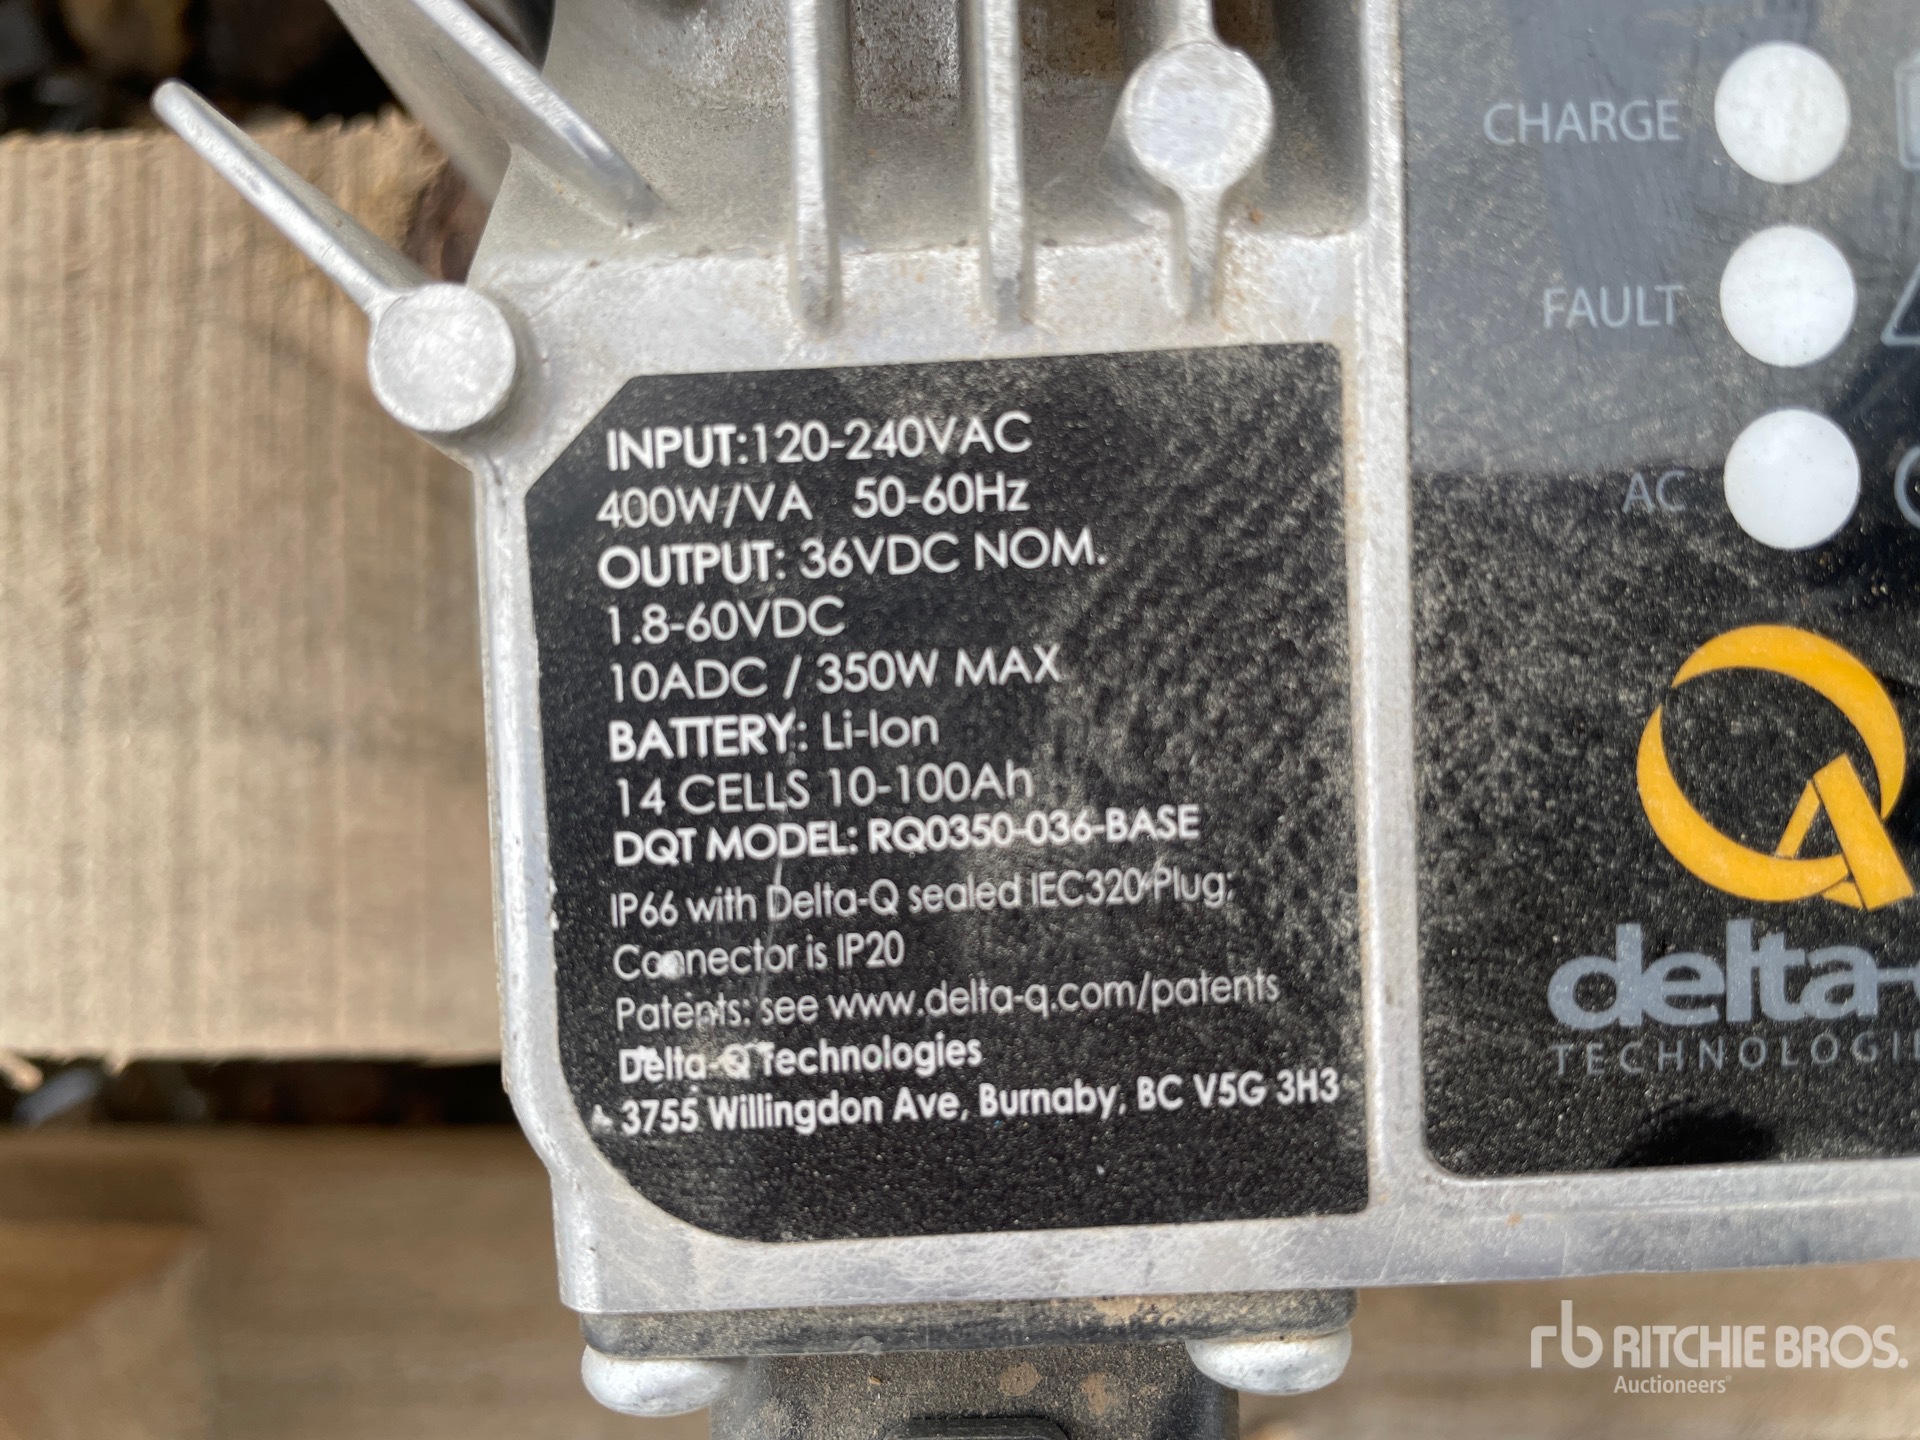 CHARGE
FAULT
AC
INPUT:120-240VAC
400W/VA 50-60Hz
OUTPUT: 36VDC NOM.
1.8-60VDC
10ADC / 350W MAX
BATTERY: Li-Ion
14 CELLS 10-100Ah
DQT MODEL: RQ0350-036-BASE
IP66 with Delta-Q sealed IEC320 Plug;
Connector is IP20
Patents: see www.delta-q.com/patents
Delta-Q Technologies
3755 Willingdon Ave, Burnaby, BC V5G 3H3
delta-
TECHNOLOGIE
rb RITCHIE BROS.
Auctioneers